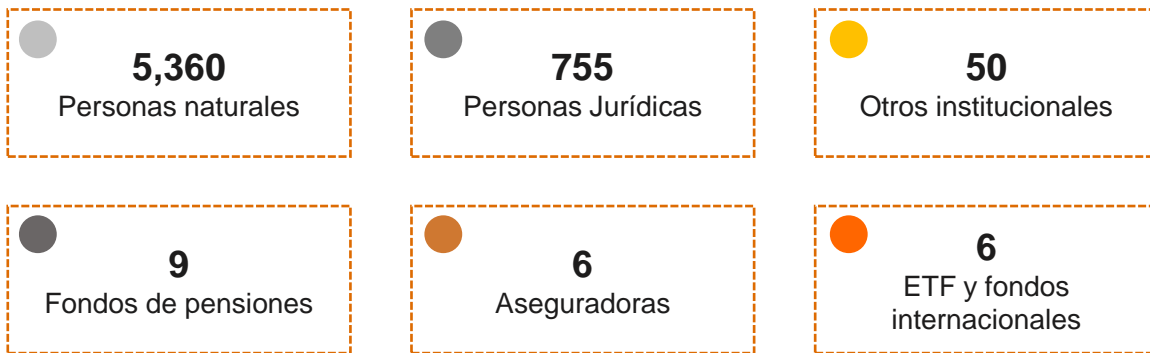 5,360
Personas naturales
755
Personas Jurídicas
50
Otros institucionales
9
Fondos de pensiones
6
Aseguradoras
6
ETF y fondos
internacionales